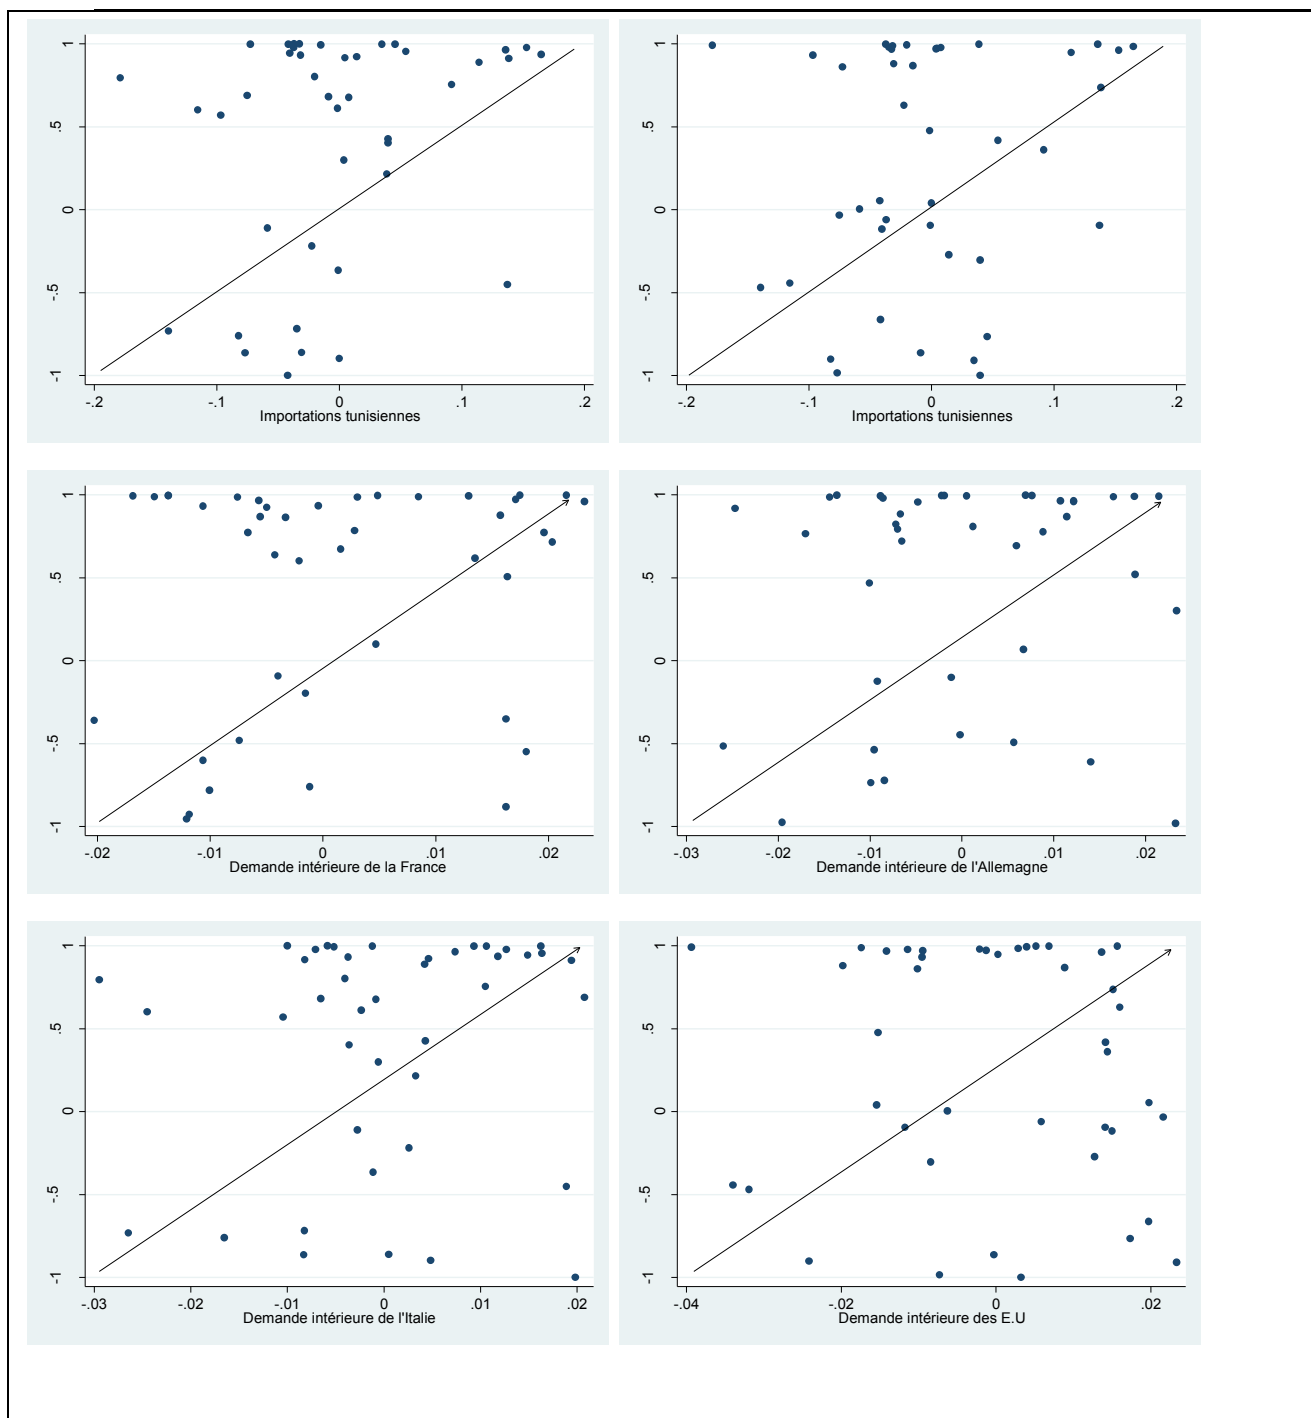 1
.5
0
-.5
-1
-.2 -.1 0 .1 .2
Importations tunisiennes
1
.5
0
-.5
-1
-.2 -.1 0 .1 .2
Importations tunisiennes
1
.5
0
-.5
-1
-.02 -.01 0 .01 .02
Demande intérieure de la France
1
.5
0
-.5
-1
-.03 -.02 -.01 0 .01 .02
Demande intérieure de l'Allemagne
1
.5
0
-.5
-1
-.03 -.02 -.01 0 .01 .02
Demande intérieure de l'Italie
1
.5
0
-.5
-1
-.04 -.02 0 .02
Demande intérieure des E.U